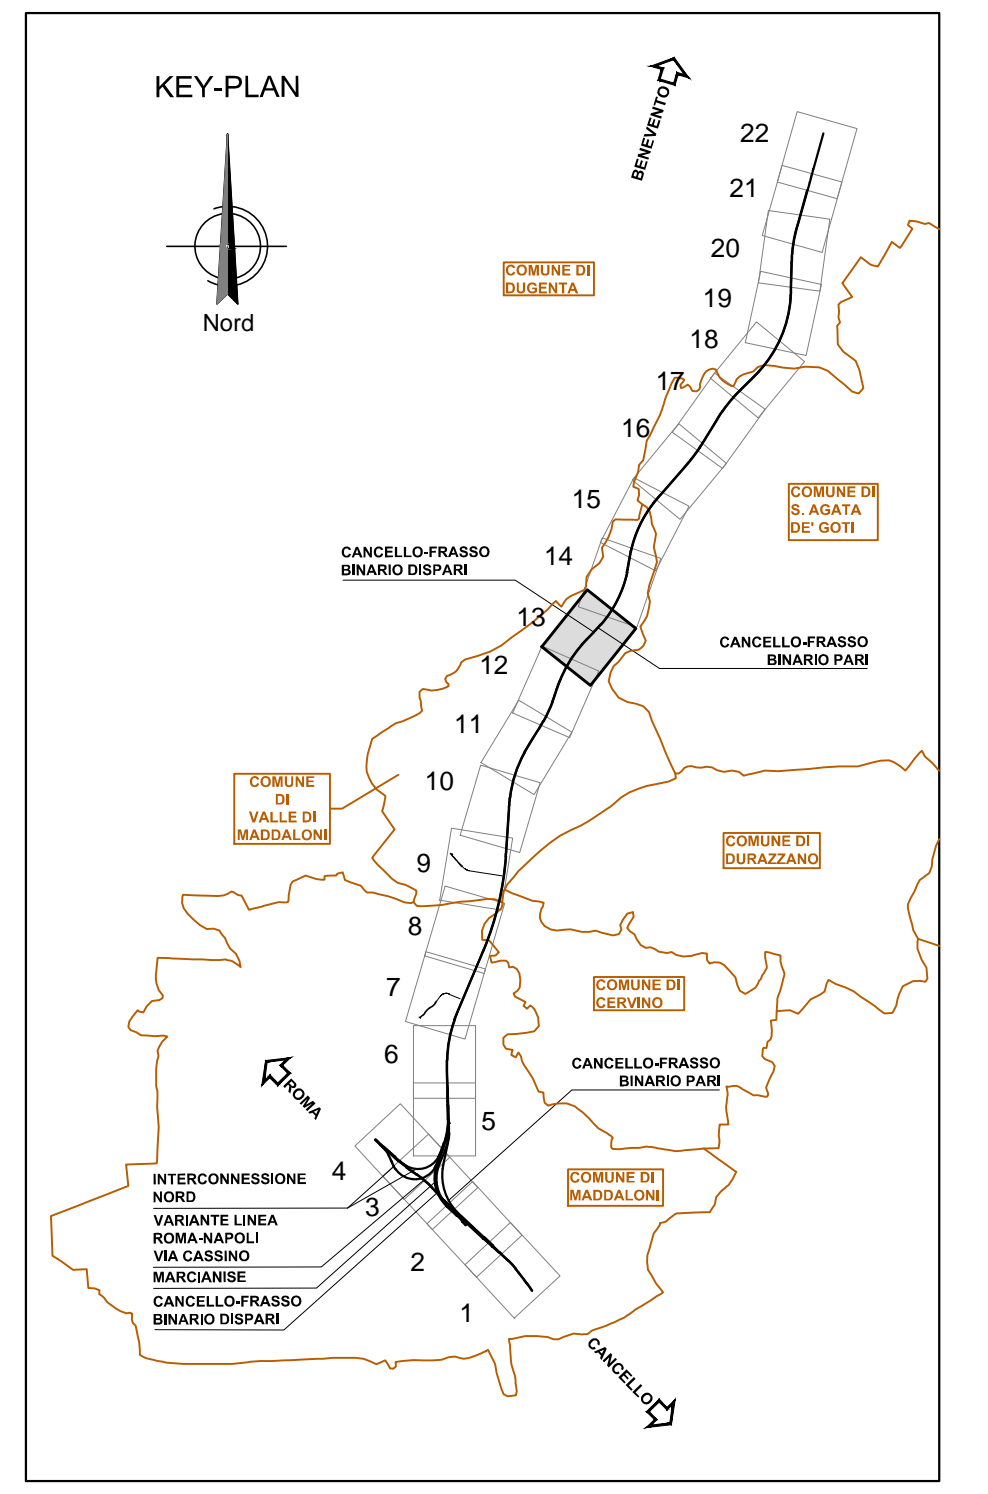 KEY-PLAN
Nord
BENEVENTO
22
21
20
19
18
17
16
15
14
13
12
11
10
9
8
7
6
5
4
3
2
1
COMUNE DI
DUGENTA
COMUNE DI
S. AGATA
DE' GOTI
CANCELLO-FRASSO
BINARIO DISPARI
CANCELLO-FRASSO
BINARIO PARI
COMUNE
DI
VALLE DI
MADDALONI
COMUNE DI
DURAZZANO
COMUNE DI
CERVINO
CANCELLO-FRASSO
BINARIO PARI
ROMA
COMUNE DI
MADDALONI
INTERCONNESSIONE
NORD
VARIANTE LINEA
ROMA-NAPOLI
VIA CASSINO
MARCIANISE
CANCELLO-FRASSO
BINARIO DISPARI
CANCELLO